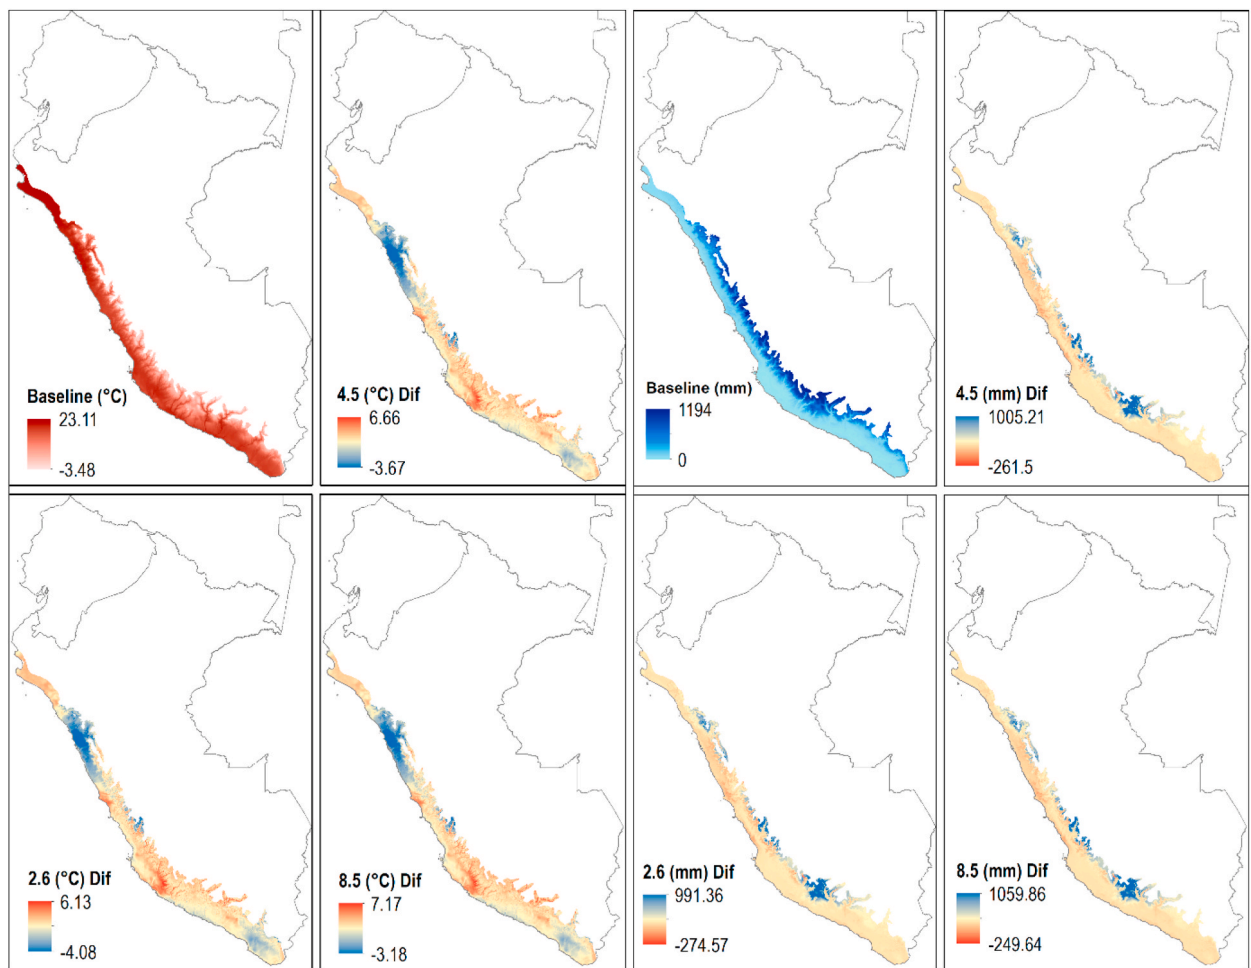 Baseline (°C)
23.11
-3.48
4.5 (°C) Dif
6.66
-3.67
Baseline (mm)
1194
0
4.5 (mm) Dif
1005.21
-261.5
2.6 (°C) Dif
6.13
-4.08
8.5 (°C) Dif
7.17
-3.18
2.6 (mm) Dif
991.36
-274.57
8.5 (mm) Dif
1059.86
-249.64